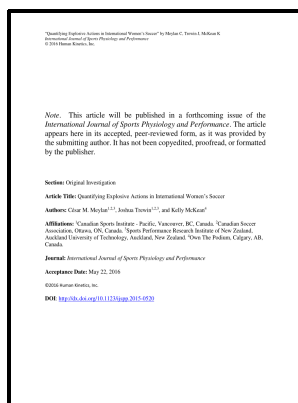 "Quantifying Explosive Actions in International Women's Soccer" by Meylan C, Trewin J, McKean K
International Journal of Sports Physiology and Performance
© 2016 Human Kinetics, Inc.
Note. This article will be published in a forthcoming issue of the
International Journal of Sports Physiology and Performance. The article
appears here in its accepted, peer-reviewed form, as it was provided by
the submitting author. It has not been copyedited, proofread, or formatted
by the publisher.
Section: Original Investigation
Article Title: Quantifying Explosive Actions in International Women's Soccer
Authors: César M. Meylan1,2,3, Joshua Trewin1,2,3, and Kelly McKean4
Affiliations: 1Canadian Sports Institute - Pacific, Vancouver, BC, Canada. 2Canadian Soccer
Association, Ottawa, ON, Canada. 3Sports Performance Research Institute of New Zealand,
Auckland University of Technology, Auckland, New Zealand. 4Own The Podium, Calgary, AB,
Canada.
Journal: International Journal of Sports Physiology and Performance
Acceptance Date: May 22, 2016
©2016 Human Kinetics, Inc.
DOI: http://dx.doi.org/10.1123/ijspp.2015-0520